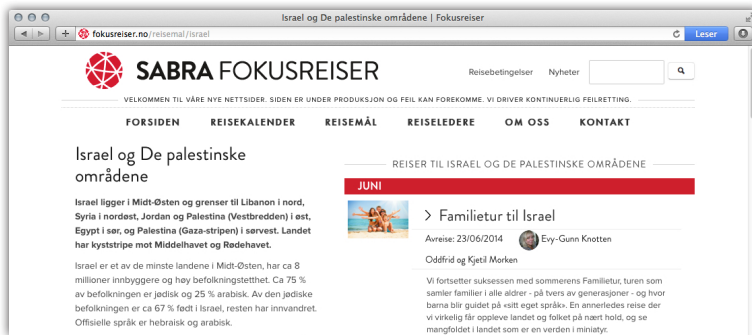 Israel og De palestinske områdene | Fokusreiser
fokusreiser.no/reisemal/israel
Leser
SABRA FOKUSREISER
Reisebetingelser Nyheter
VELKOMMEN TIL VÅRE NYE NETTSIDER. SIDEN ER UNDER PRODUKSJON OG FEIL KAN FOREKOMME. VI DRIVER KONTINUERLIG FEILRETTING.
FORSIDEN REISEKALENDER REISEMÅL REISELEDERE OM OSS KONTAKT
Israel og De palestinske
områdene
Israel ligger i Midt-Østen og grenser til Libanon i nord,
Syria i nordøst, Jordan og Palestina (Vestbredden) i øst,
Egypt i sør, og Palestina (Gaza-stripen) i sørvest. Landet
har kyststripe mot Middelhavet og Rødehavet.
Israel er et av de minste landene i Midt-Østen, har ca 8
millioner innbyggere og høy befolkningstetthet. Ca 75 %
av befolkningen er jødisk og 25 % arabisk. Av den jødiske
befolkningen er ca 67 % født i Israel, resten har innvandret.
Offisielle språk er hebraisk og arabisk.
REISER TIL ISRAEL OG DE PALESTINSKE OMRÅDENE
JUNI
Familietur til Israel
Avreise: 23/06/2014 Evy-Gunn Knotten
Oddfrid og Kjetil Morken
Vi fortsetter suksessen med sommerens Familietur, turen som
samler familier i alle aldrer - på tvers av generasjoner - og hvor
barna blir guidet på «sitt eget språk». En annerledes reise der
vi virkelig får oppleve landet og folket på nært hold, og se
mangfoldet i landet som er en verden i miniatyr.